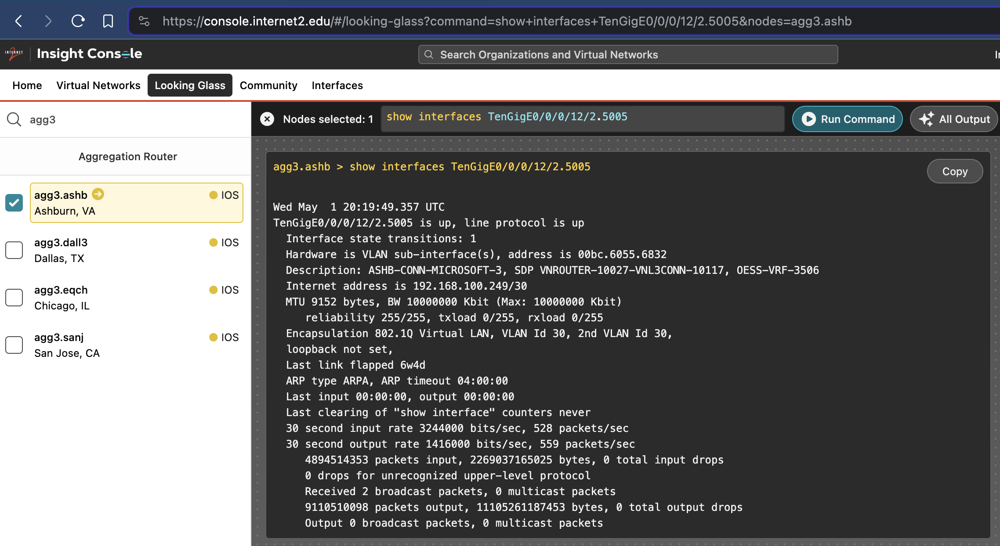 https://console.internet2.edu/#/looking-glass?command=show+interfaces+TenGigE0/0/0/12/2.5005&nodes=agg3.ashb
INTERNET 2
Insight Console
Search Organizations and Virtual Networks
Home Virtual Networks Looking Glass Community Interfaces
agg3
Nodes selected: 1
show interfaces TenGigE0/0/0/12/2.5005
Run Command
All Output
Aggregation Router
agg3.ashb IOS
Ashburn, VA
agg3.dall3 IOS
Dallas, TX
agg3.eqch IOS
Chicago, IL
agg3.sanj IOS
San Jose, CA
agg3.ashb > show interfaces TenGigE0/0/0/12/2.5005
Copy
Wed May  1 20:19:49.357 UTC
TenGigE0/0/0/12/2.5005 is up, line protocol is up
  Interface state transitions: 1
  Hardware is VLAN sub-interface(s), address is 00bc.6055.6832
  Description: ASHB-CONN-MICROSOFT-3, SDP VNROUTER-10027-VNL3CONN-10117, OESS-VRF-3506
  Internet address is 192.168.100.249/30
  MTU 9152 bytes, BW 10000000 Kbit (Max: 10000000 Kbit)
     reliability 255/255, txload 0/255, rxload 0/255
  Encapsulation 802.1Q Virtual LAN, VLAN Id 30, 2nd VLAN Id 30,
  loopback not set,
  Last link flapped 6w4d
  ARP type ARPA, ARP timeout 04:00:00
  Last input 00:00:00, output 00:00:00
  Last clearing of "show interface" counters never
  30 second input rate 3244000 bits/sec, 528 packets/sec
  30 second output rate 1416000 bits/sec, 559 packets/sec
     4894514353 packets input, 2269037165025 bytes, 0 total input drops
     0 drops for unrecognized upper-level protocol
     Received 2 broadcast packets, 0 multicast packets
     9110510098 packets output, 11105261187453 bytes, 0 total output drops
     Output 0 broadcast packets, 0 multicast packets